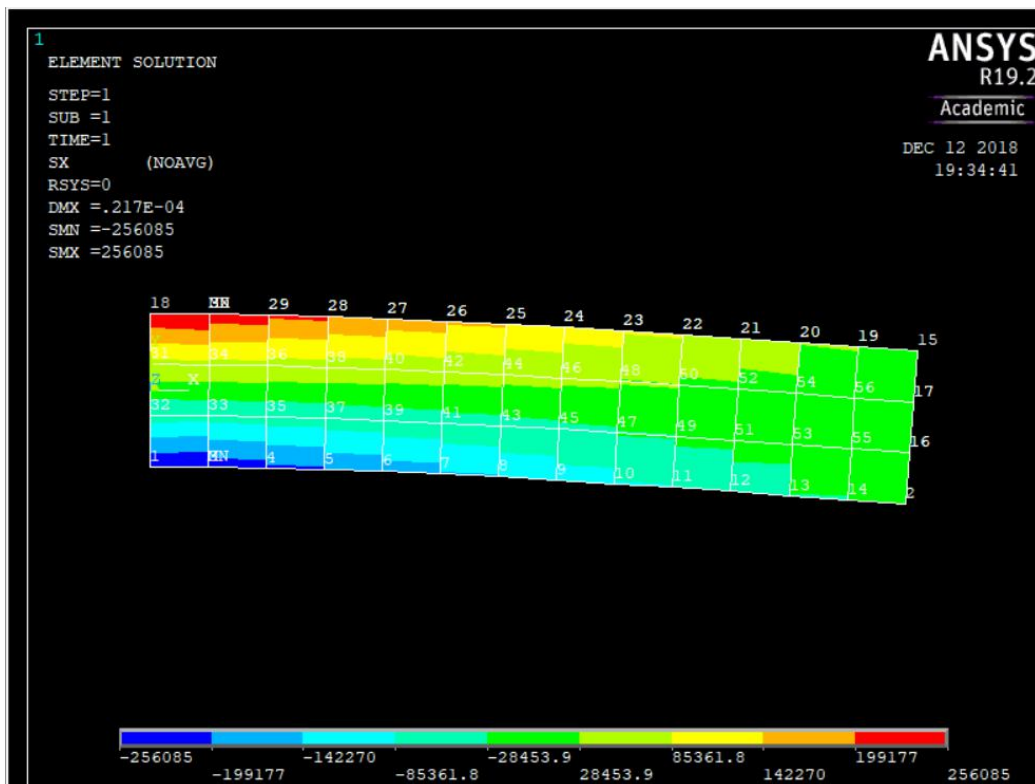 1
ELEMENT SOLUTION
STEP=1
SUB =1
TIME=1
SX (NOAVG)
RSYS=0
DMX =.217E-04
SMN =-256085
SMX =256085
ANSYS
R19.2
Academic
DEC 12 2018
19:34:41
18 29 28 27 26 25 24 23 22 21 20 19 15
Y
31 34 36 38 40 42 44 46 48 50 52 54 56 17
Z X
32 33 35 37 39 41 43 45 47 49 51 53 55 16
1 4 5 6 7 8 9 10 11 12 13 14 2
-256085 -142270 -28453.9 85361.8 199177
-199177 -85361.8 28453.9 142270 256085